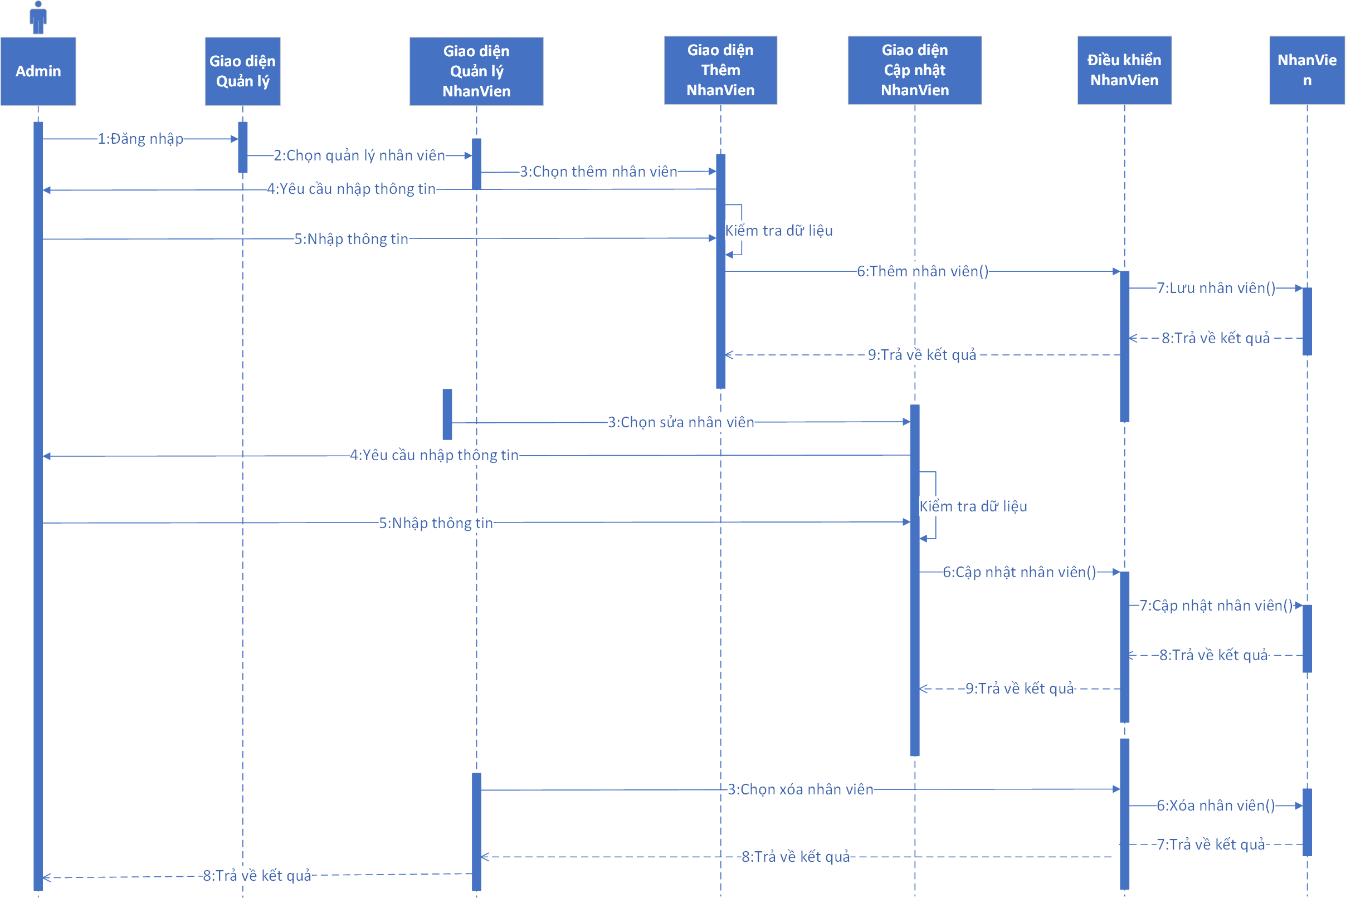 Admin
Giao diện
Quản lý
Giao diện
Quản lý
NhanVien
Giao diện
Thêm
NhanVien
Giao diện
Cập nhật
NhanVien
Điều khiển
NhanVien
NhanVie
n
1:Đăng nhập
2:Chọn quản lý nhân viên
3:Chọn thêm nhân viên
4:Yêu cầu nhập thông tin
Kiểm tra dữ liệu
5:Nhập thông tin
6:Thêm nhân viên()
7:Lưu nhân viên()
8:Trả về kết quả
9:Trả về kết quả
3:Chọn sửa nhân viên
4:Yêu cầu nhập thông tin
Kiểm tra dữ liệu
5:Nhập thông tin
6:Cập nhật nhân viên()
7:Cập nhật nhân viên()
8:Trả về kết quả
9:Trả về kết quả
3:Chọn xóa nhân viên
6:Xóa nhân viên()
7:Trả về kết quả
8:Trả về kết quả
8:Trả về kết quả